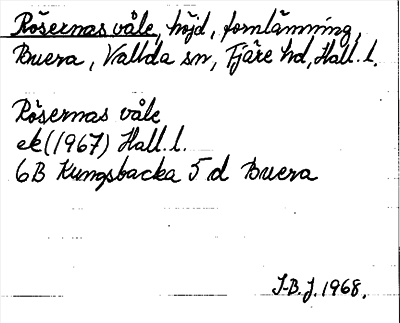 Rösernas våle, höjd, fornlämning,
Buera, Vallda sn, Fjäre hd, Hall. l.
Rösernas våle
ek (1967) Hall. l.
6B Kungsbacka 5 d Buera
J-B.J. 1968.